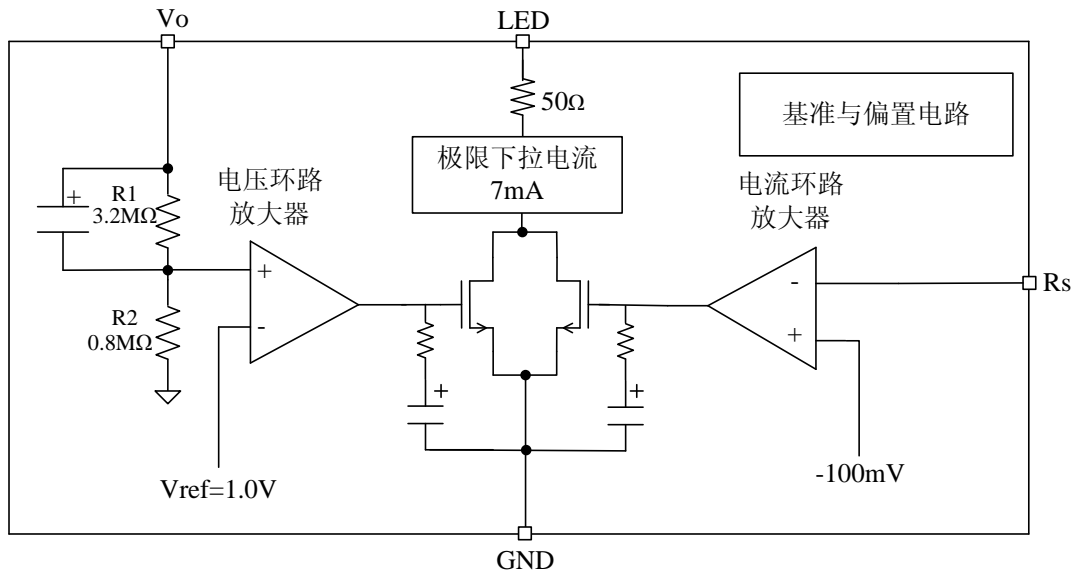 Vo
LED
50Ω
基准与偏置电路
极限下拉电流
7mA
电压环路
放大器
电流环路
放大器
+
R1
3.2MΩ
+
-
-
+
Rs
R2
0.8MΩ
+
+
Vref=1.0V
-100mV
GND